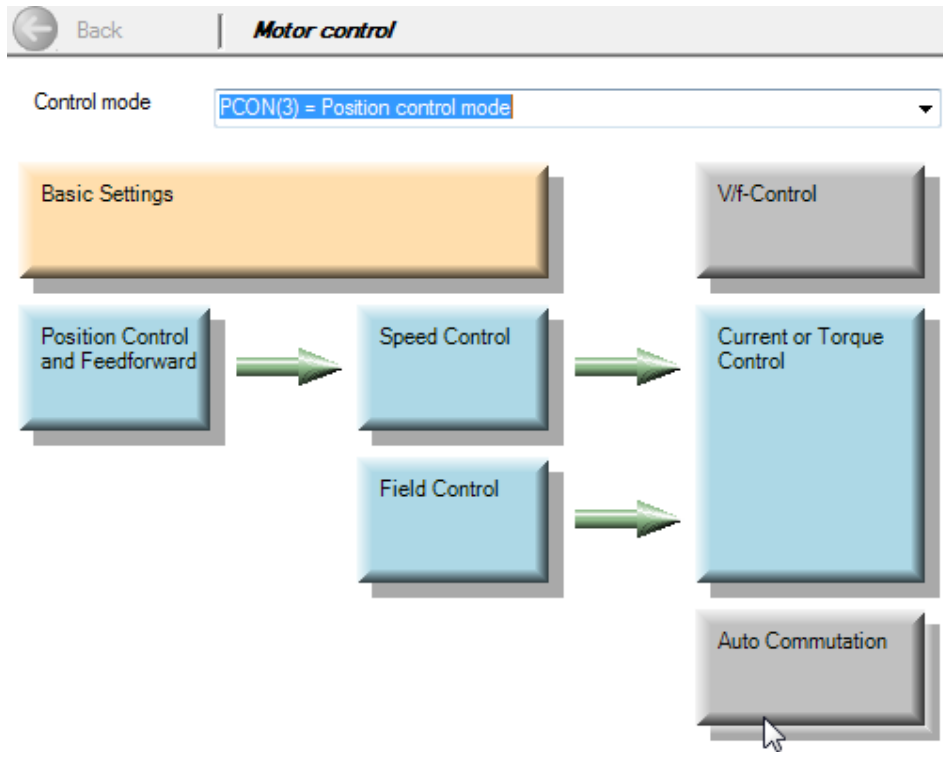 Back
Motor control
Control mode
PCON(3) = Position control mode
Basic Settings
V/f-Control
Position Control
and Feedforward
Speed Control
Current or Torque
Control
Field Control
Auto Commutation